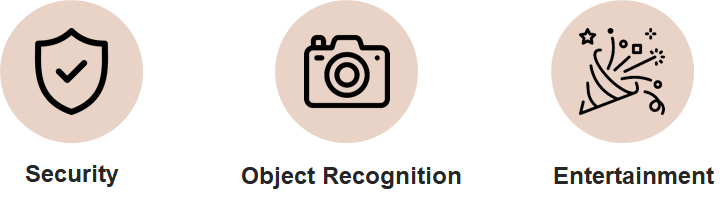 Security
Object Recognition
Entertainment